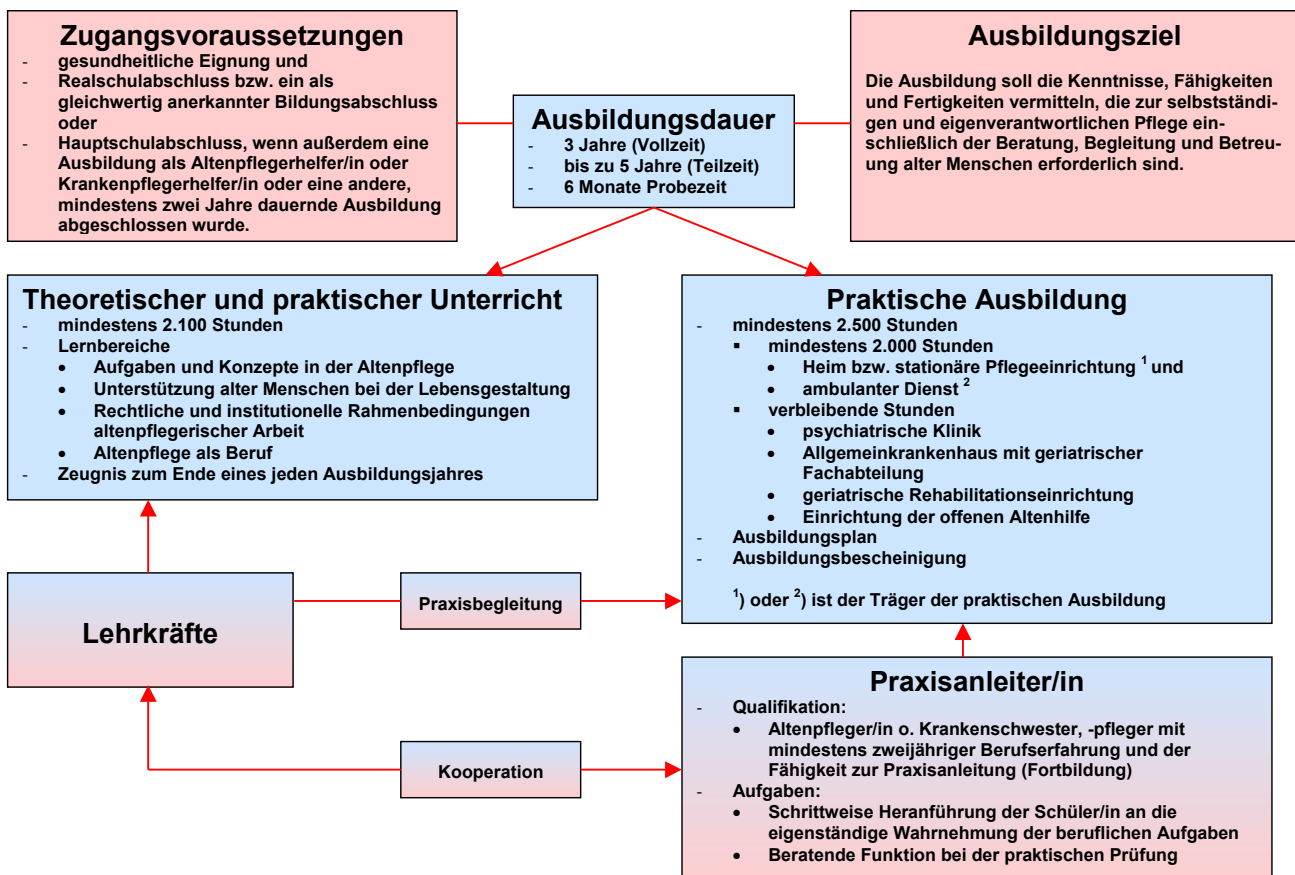 Zugangsvoraussetzungen
- gesundheitliche Eignung und
- Realschulabschluss bzw. ein als
gleichwertig anerkannter Bildungsabschluss
oder
- Hauptschulabschluss, wenn außerdem eine
Ausbildung als Altenpflegerhelfer/in oder
Krankenpflegerhelfer/in oder eine andere,
mindestens zwei Jahre dauernde Ausbildung
abgeschlossen wurde.
Ausbildungsdauer
- 3 Jahre (Vollzeit)
- bis zu 5 Jahre (Teilzeit)
- 6 Monate Probezeit
Ausbildungsziel
Die Ausbildung soll die Kenntnisse, Fähigkeiten
und Fertigkeiten vermitteln, die zur selbstständi-
gen und eigenverantwortlichen Pflege ein-
schließlich der Beratung, Begleitung und Betreu-
ung alter Menschen erforderlich sind.
Theoretischer und praktischer Unterricht
- mindestens 2.100 Stunden
- Lernbereiche
• Aufgaben und Konzepte in der Altenpflege
• Unterstützung alter Menschen bei der Lebensgestaltung
• Rechtliche und institutionelle Rahmenbedingungen
altenpflegerischer Arbeit
• Altenpflege als Beruf
- Zeugnis zum Ende eines jeden Ausbildungsjahres
Praktische Ausbildung
- mindestens 2.500 Stunden
▪ mindestens 2.000 Stunden
• Heim bzw. stationäre Pflegeeinrichtung ¹ und
• ambulanter Dienst ²
▪ verbleibende Stunden
• psychiatrische Klinik
• Allgemeinkrankenhaus mit geriatrischer
Fachabteilung
• geriatrische Rehabilitationseinrichtung
• Einrichtung der offenen Altenhilfe
- Ausbildungsplan
- Ausbildungsbescheinigung
¹) oder ²) ist der Träger der praktischen Ausbildung
Lehrkräfte
Praxisbegleitung
Kooperation
Praxisanleiter/in
- Qualifikation:
• Altenpfleger/in o. Krankenschwester, -pfleger mit
mindestens zweijähriger Berufserfahrung und der
Fähigkeit zur Praxisanleitung (Fortbildung)
- Aufgaben:
• Schrittweise Heranführung der Schüler/in an die
eigenständige Wahrnehmung der beruflichen Aufgaben
• Beratende Funktion bei der praktischen Prüfung